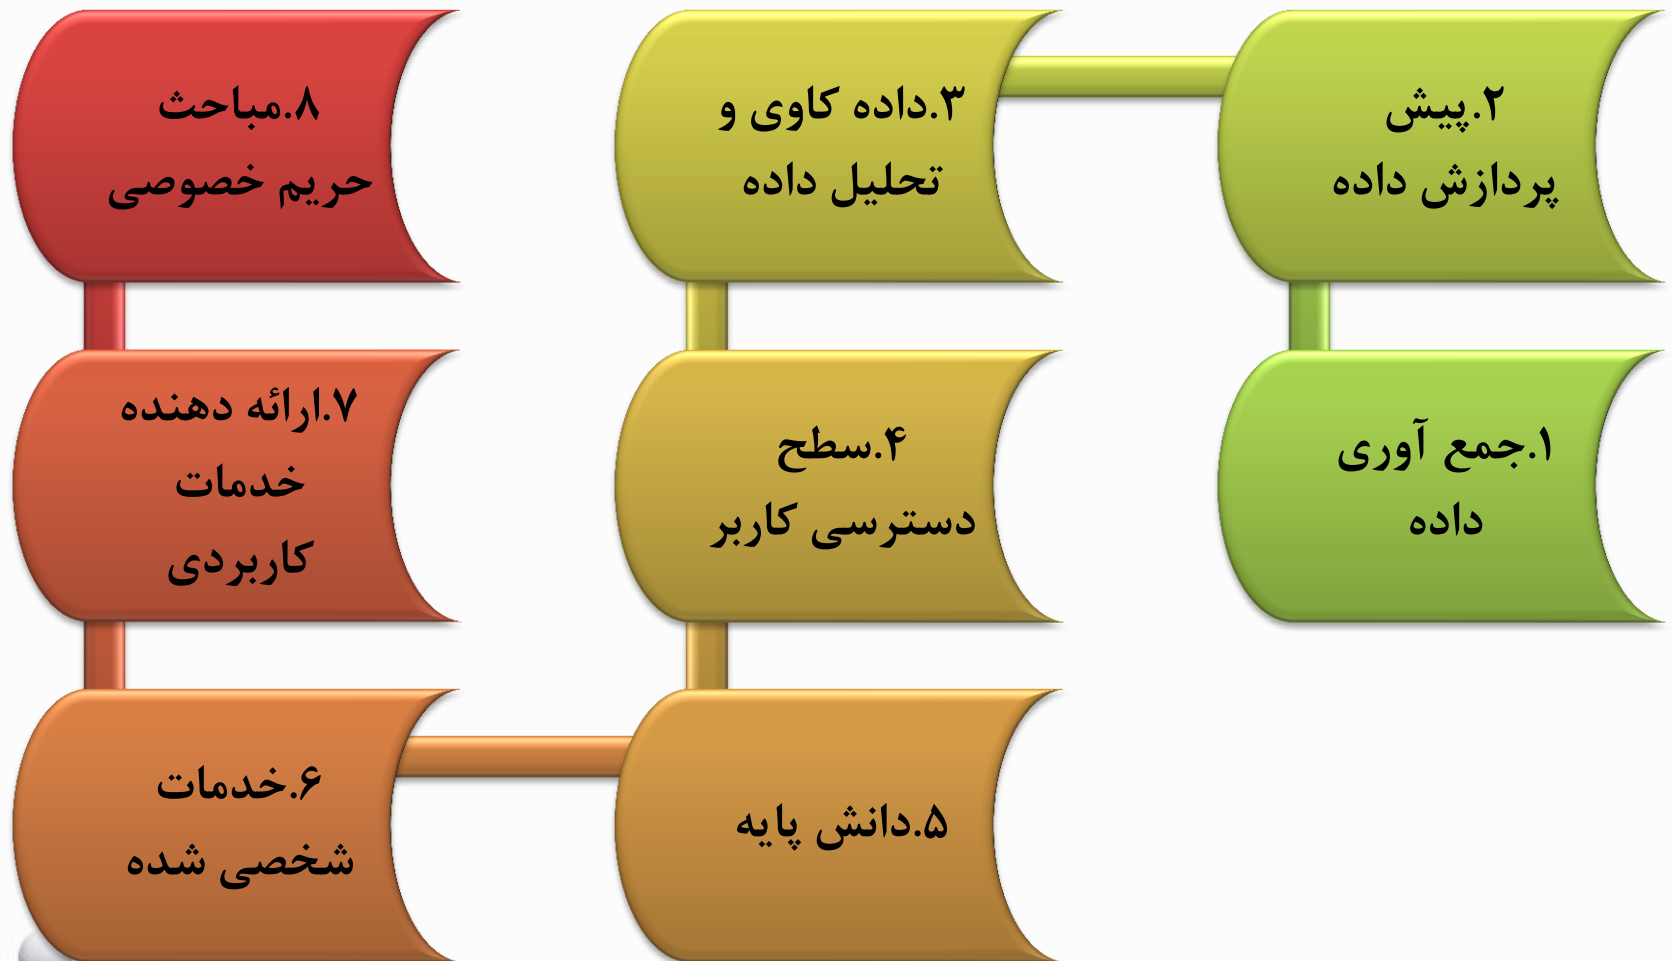 ۱.جمع آوری
داده
۲.پیش
پردازش داده
۳.داده کاوی و
تحلیل داده
۴.سطح
دسترسی کاربر
۵.دانش پایه
۶.خدمات
شخصی شده
۷.ارائه دهنده
خدمات
کاربردی
۸.مباحث
حریم خصوصی